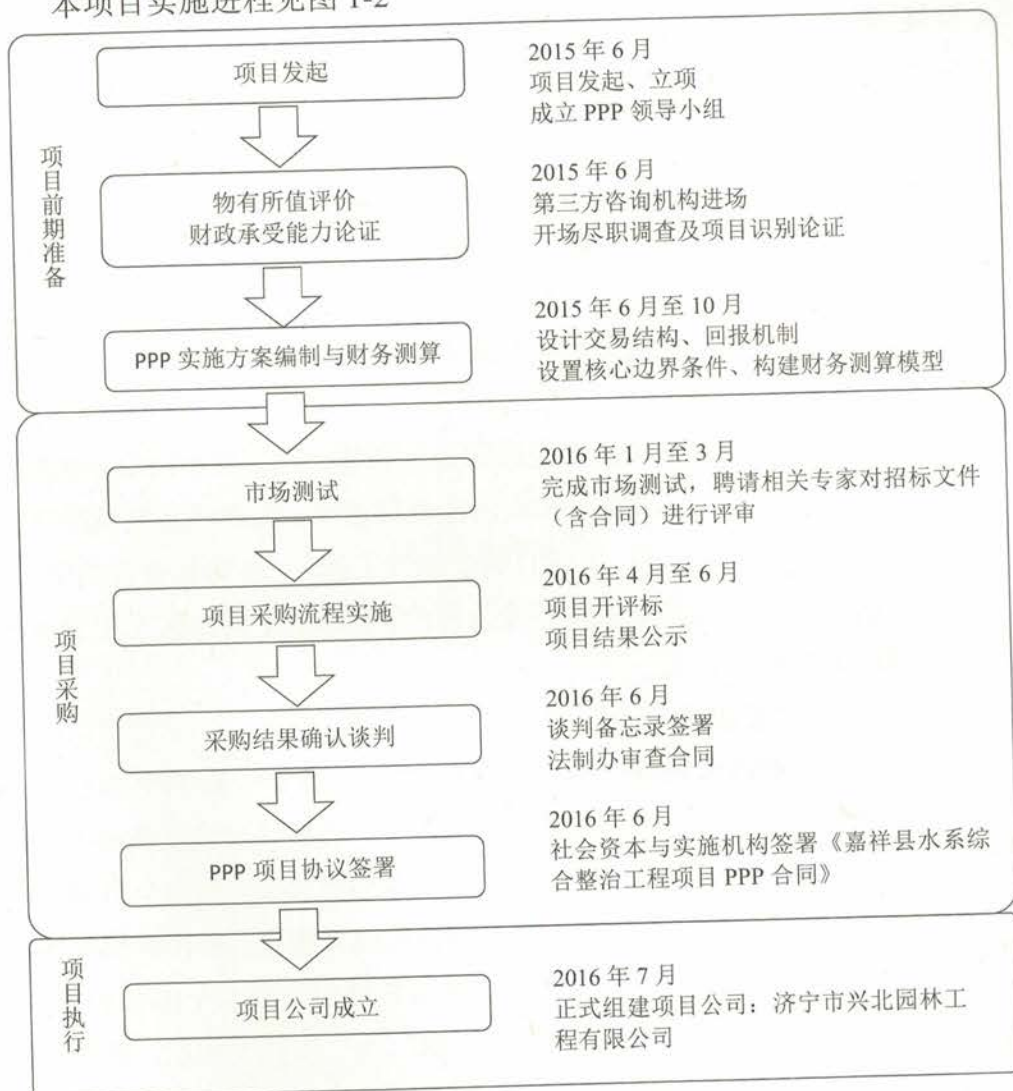 本项目实施进程见图 1-2
项目前期准备
项目发起
2015 年 6 月
项目发起、立项
成立 PPP 领导小组
物有所值评价
财政承受能力论证
2015 年 6 月
第三方咨询机构进场
开场尽职调查及项目识别论证
PPP 实施方案编制与财务测算
2015 年 6 月至 10 月
设计交易结构、回报机制
设置核心边界条件、构建财务测算模型
项目采购
市场测试
2016 年 1 月至 3 月
完成市场测试，聘请相关专家对招标文件
（含合同）进行评审
项目采购流程实施
2016 年 4 月至 6 月
项目开评标
项目结果公示
采购结果确认谈判
2016 年 6 月
谈判备忘录签署
法制办审查合同
PPP 项目协议签署
2016 年 6 月
社会资本与实施机构签署《嘉祥县水系综
合整治工程项目 PPP 合同》
项目执行
项目公司成立
2016 年 7 月
正式组建项目公司：济宁市兴北园林工
程有限公司